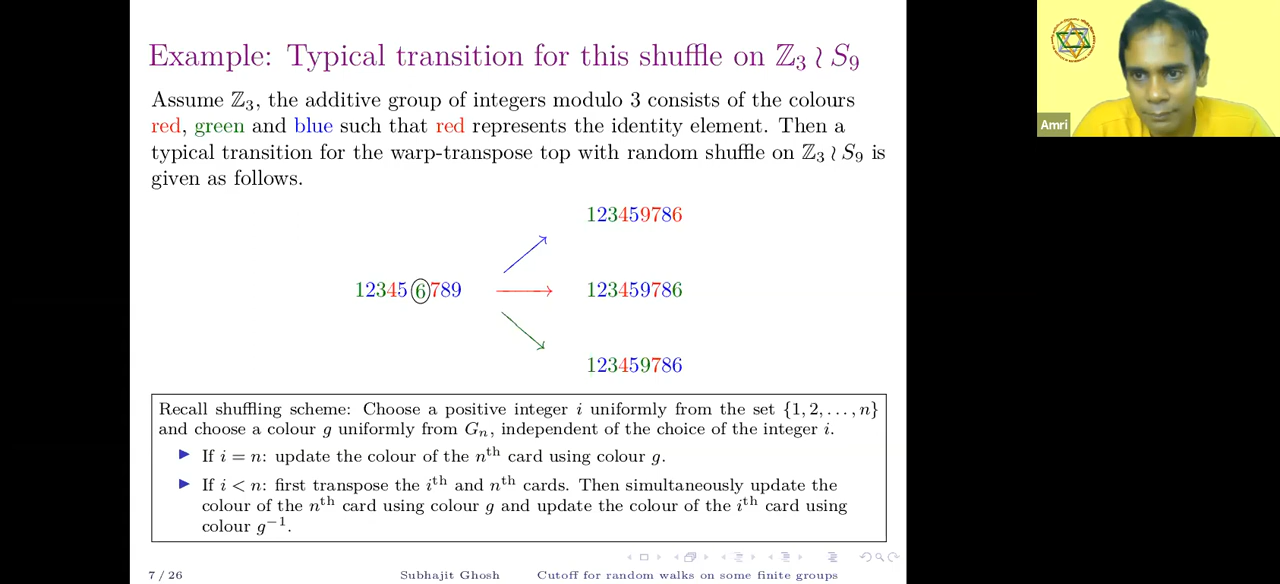 Example: Typical transition for this shuffle on ℤ₃ ≀ S₉
Assume ℤ₃, the additive group of integers modulo 3 consists of the colours
red, green and blue such that red represents the identity element. Then a
typical transition for the warp-transpose top with random shuffle on ℤ₃ ≀ S₉ is
given as follows.
123459786
123456789
123459786
123459786
Recall shuffling scheme: Choose a positive integer i uniformly from the set {1, 2, . . . , n}
and choose a colour g uniformly from Gₙ, independent of the choice of the integer i.
▶ If i = n: update the colour of the nᵗʰ card using colour g.
▶ If i < n: first transpose the iᵗʰ and nᵗʰ cards. Then simultaneously update the
colour of the nᵗʰ card using colour g and update the colour of the iᵗʰ card using
colour g⁻¹.
7 / 26
Subhajit Ghosh
Cutoff for random walks on some finite groups
Amri